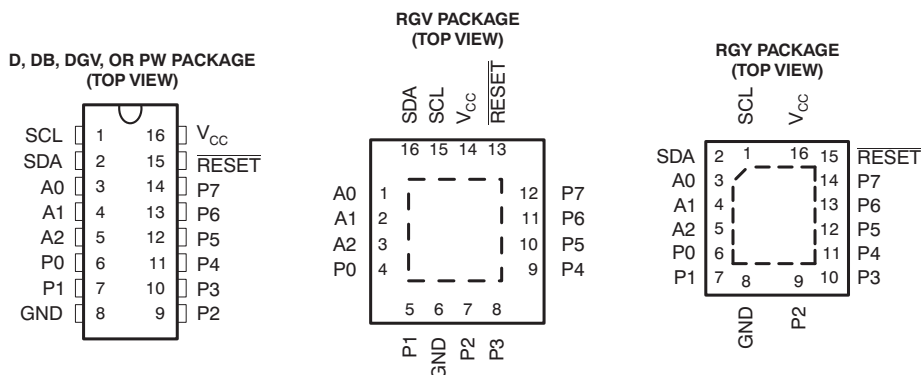 D, DB, DGV, OR PW PACKAGE
(TOP VIEW)
SCL 1 16 VCC
SDA 2 15 RESET
A0 3 14 P7
A1 4 13 P6
A2 5 12 P5
P0 6 11 P4
P1 7 10 P3
GND 8 9 P2
RGV PACKAGE
(TOP VIEW)
SDA SCL VCC RESET
16 15 14 13
A0 1 12 P7
A1 2 11 P6
A2 3 10 P5
P0 4 9 P4
5 6 7 8
P1 GND P2 P3
RGY PACKAGE
(TOP VIEW)
SCL VCC
SDA 2 1 16 15 RESET
A0 3 14 P7
A1 4 13 P6
A2 5 12 P5
P0 6 11 P4
P1 7 8 9 10 P3
GND P2